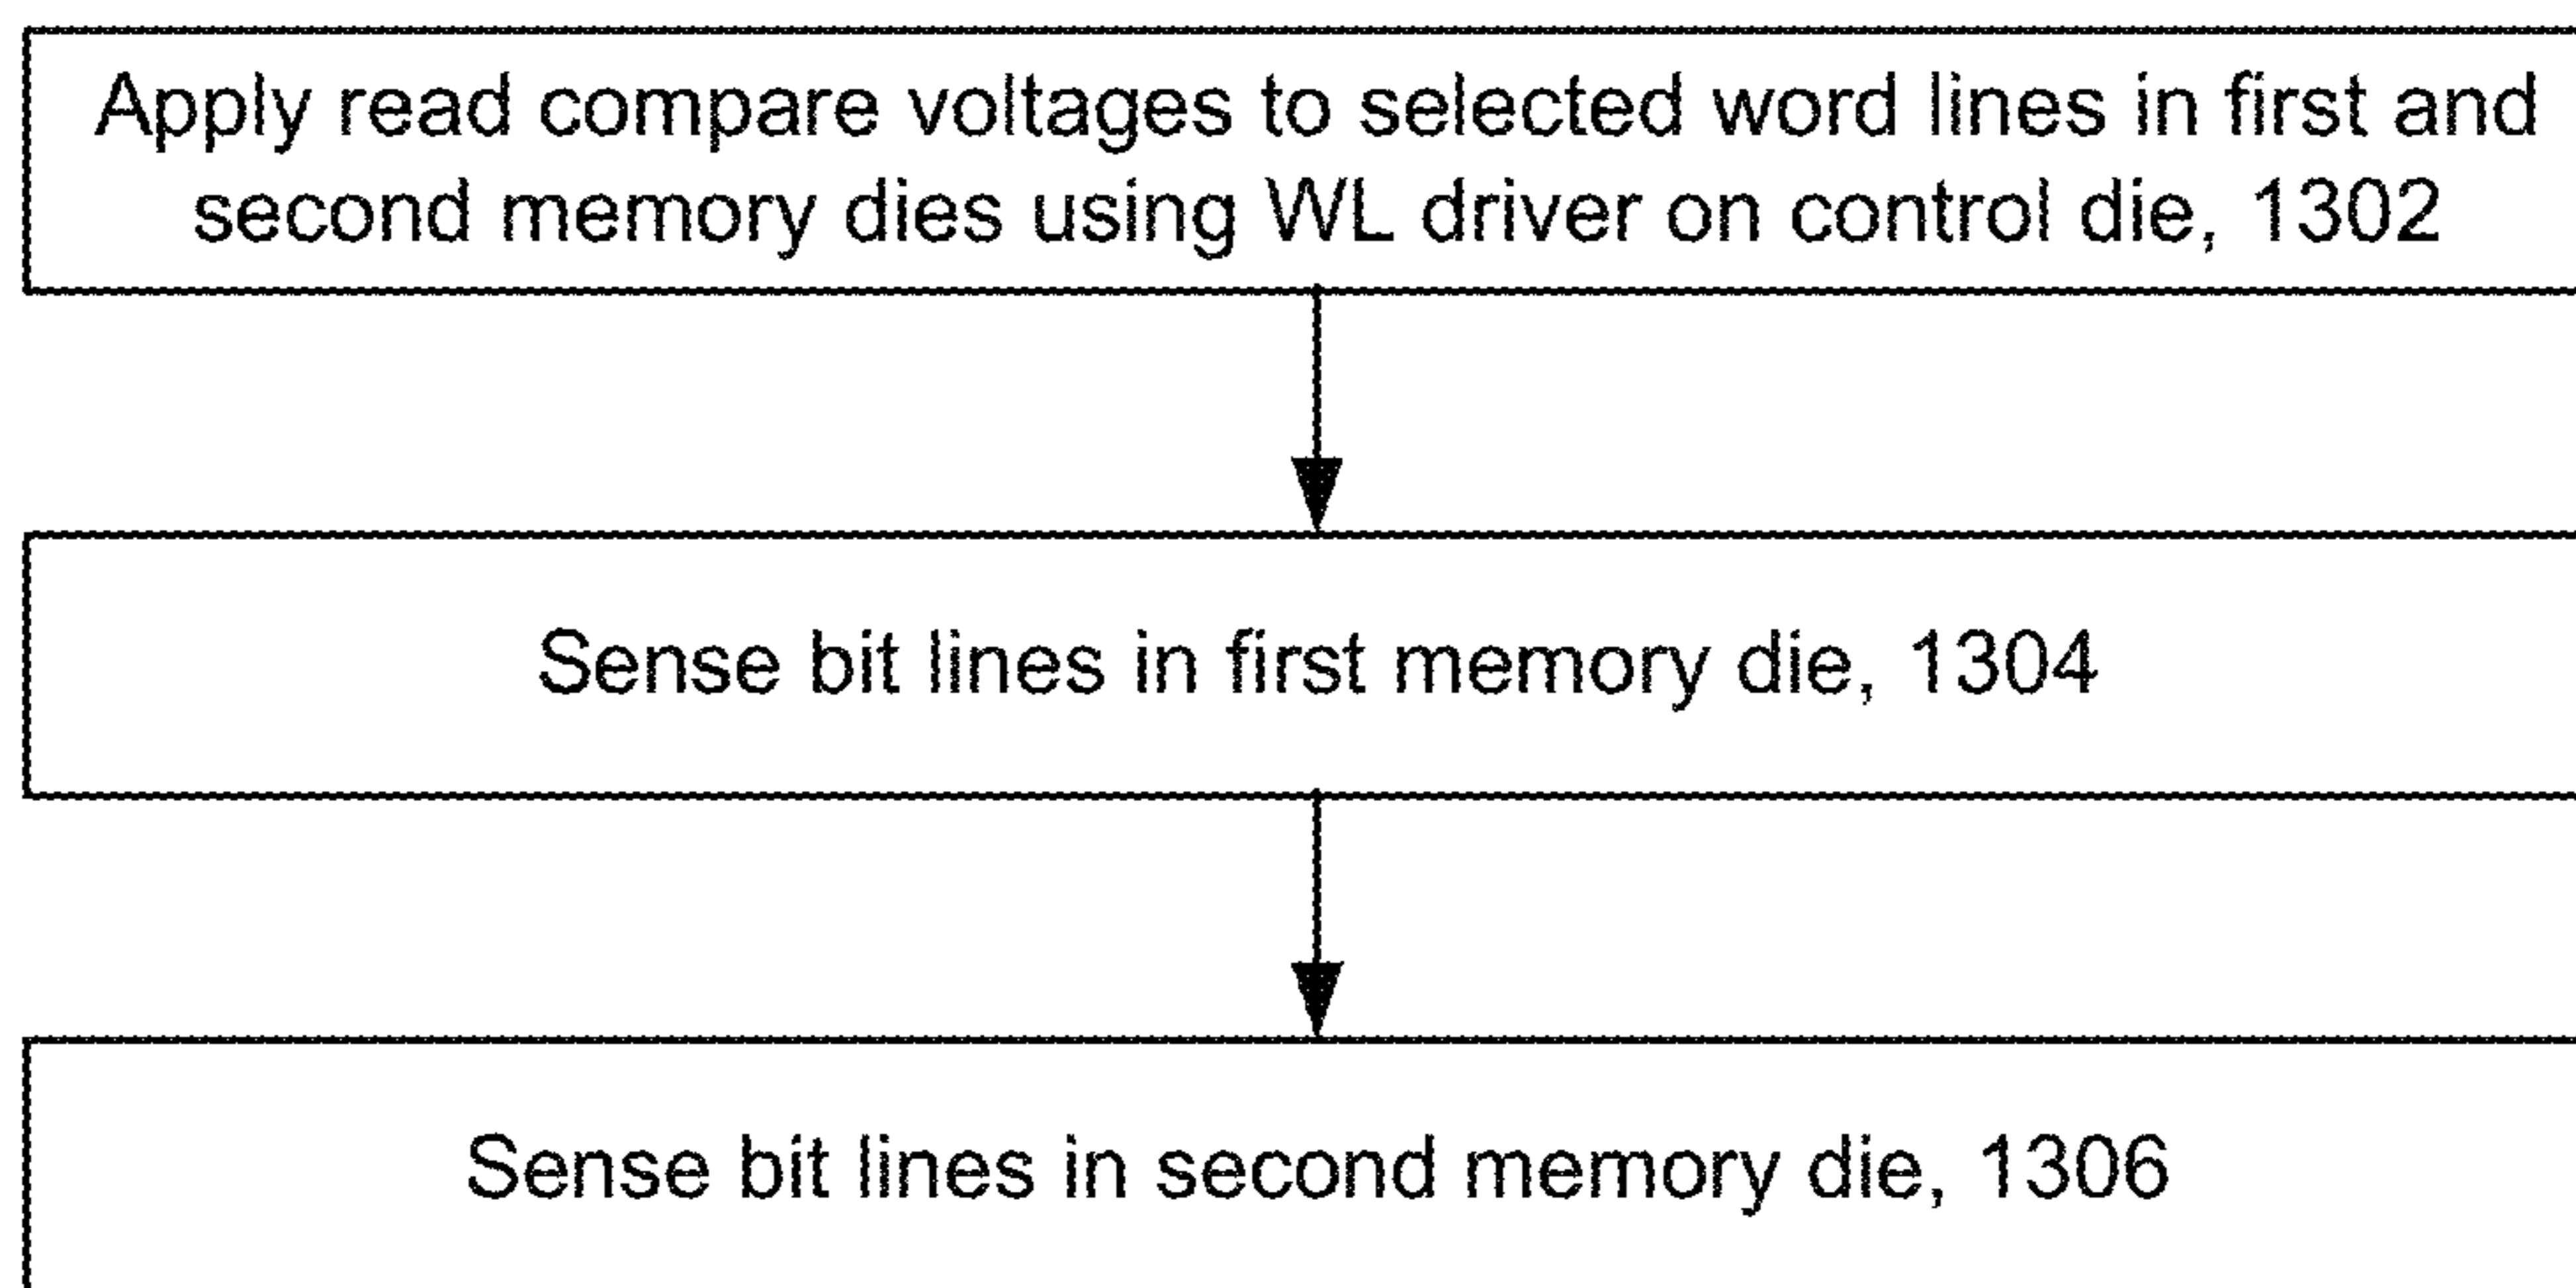 Apply read compare voltages to selected word lines in first and
second memory dies using WL driver on control die, 1302
Sense bit lines in first memory die, 1304
Sense bit lines in second memory die, 1306